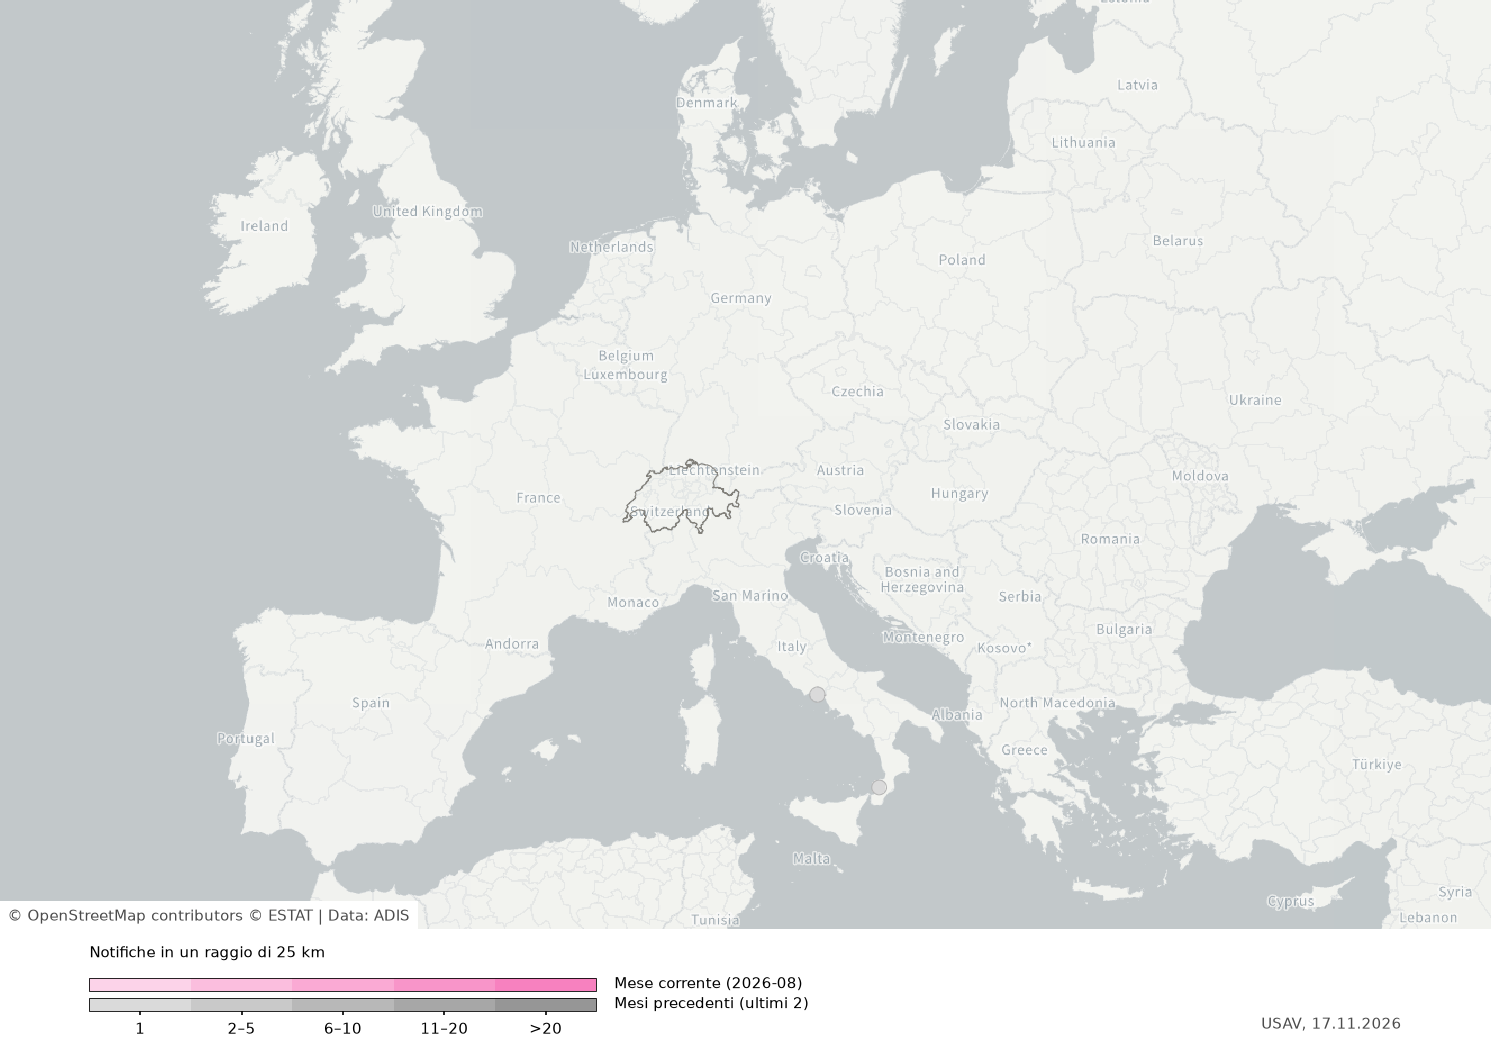 Estonia
Latvia
Denmark
Lithuania
United Kingdom
Ireland
Belarus
Netherlands
Poland
Germany
Belgium
Luxembourg
Czechia
Ukraine
Slovakia
Liechtenstein
Austria
Moldova
France
Hungary
Switzerland
Slovenia
Romania
Croatia
Bosnia and
Herzegovina
San Marino
Serbia
Monaco
Bulgaria
Montenegro
Andorra
Italy
Kosovo*
Spain
North Macedonia
Albania
Portugal
Greece
Türkiye
Malta
Syria
Cyprus
Lebanon
Tunisia
© OpenStreetMap contributors © ESTAT | Data: ADIS
Notifiche in un raggio di 25 km
Mese corrente (2026-08)
Mesi precedenti (ultimi 2)
1 2–5 6–10 11–20 >20
USAV, 17.11.2026